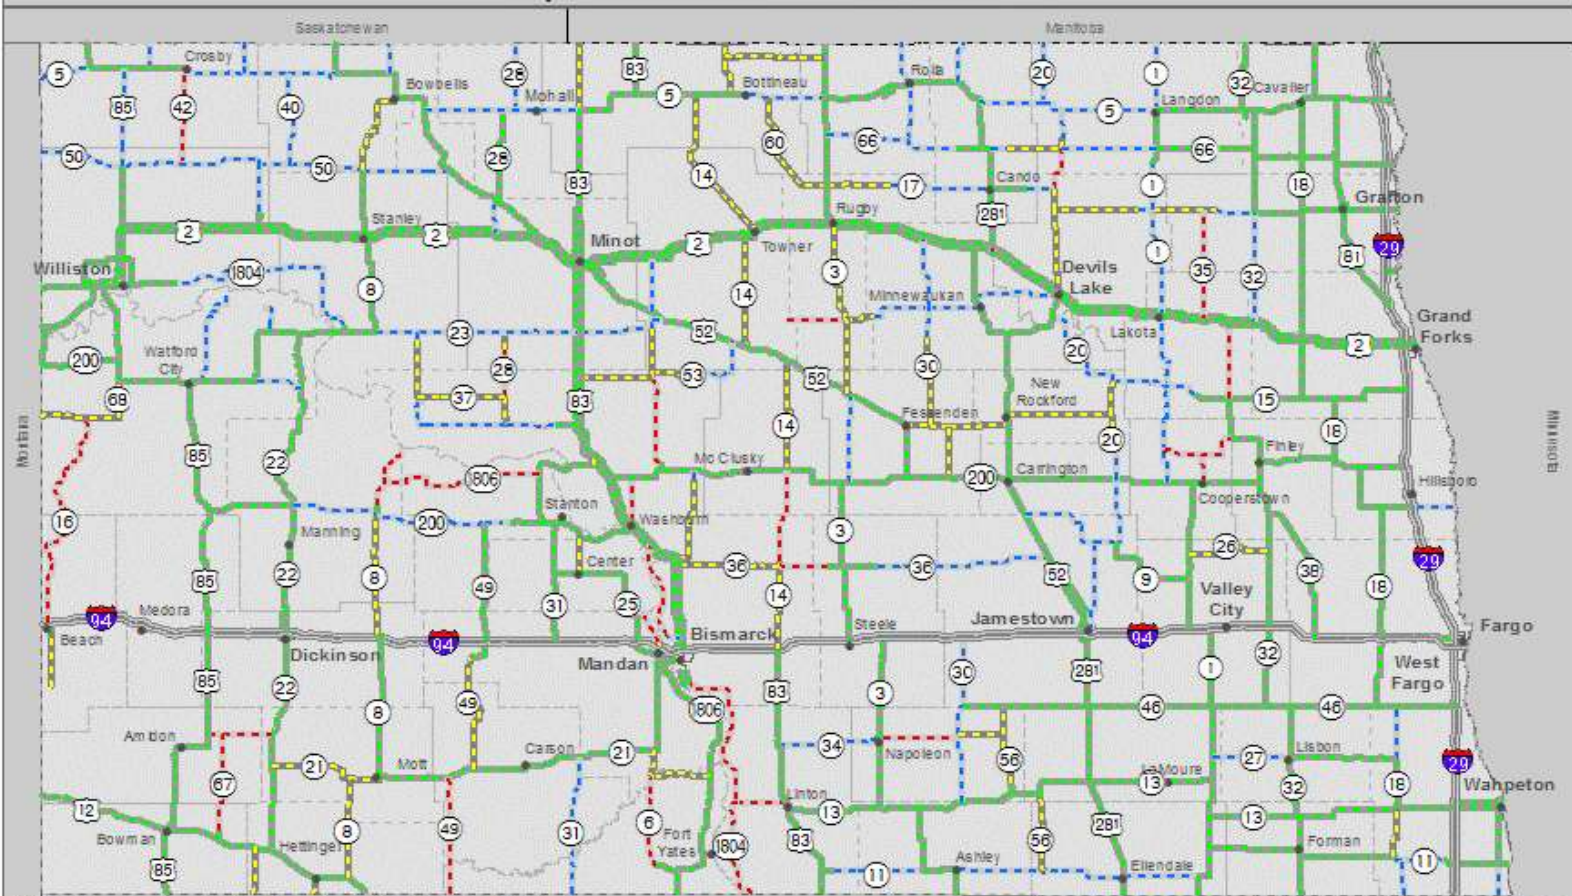 Saskatchewan
Manitoba
Crosby
5
85
42
40
28
83
Bowbells
Mohall
5
Bottineau
Rolla
20
1
32
Cavalier
5
Langdon
50
50
28
83
14
60
66
17
Cando
281
66
1
18
Grafton
2
Stanley
2
Minot
2
Towner
Rugby
29
81
Williston
1804
8
14
3
Minnewaukan
Devils
Lake
1
35
32
Grand
Forks
200
Watford
City
23
52
Lakota
2
68
28
37
83
53
52
30
20
New
Rockford
15
85
22
14
Fessenden
20
18
Montana
Minnesota
1806
McClusky
200
Carrington
Finley
16
Stanton
Cooperstown
Hillsboro
Manning
200
Washburn
3
26
29
85
22
8
49
Center
36
36
52
9
38
18
31
25
14
Valley
City
94
Medora
Beach
94
Dickinson
Bismarck
Mandan
Steele
Jamestown
94
Fargo
West
Fargo
85
22
8
49
1806
83
3
30
281
1
32
46
46
Amidon
21
Mott
Carson
21
34
Napoleon
56
27
Lisbon
29
67
LaMoure
13
32
18
Wahpeton
12
Linton
13
13
Bowman
8
49
31
6
Fort
Yates
1804
83
56
281
Forman
Hettinger
85
11
Ashley
Ellendale
11